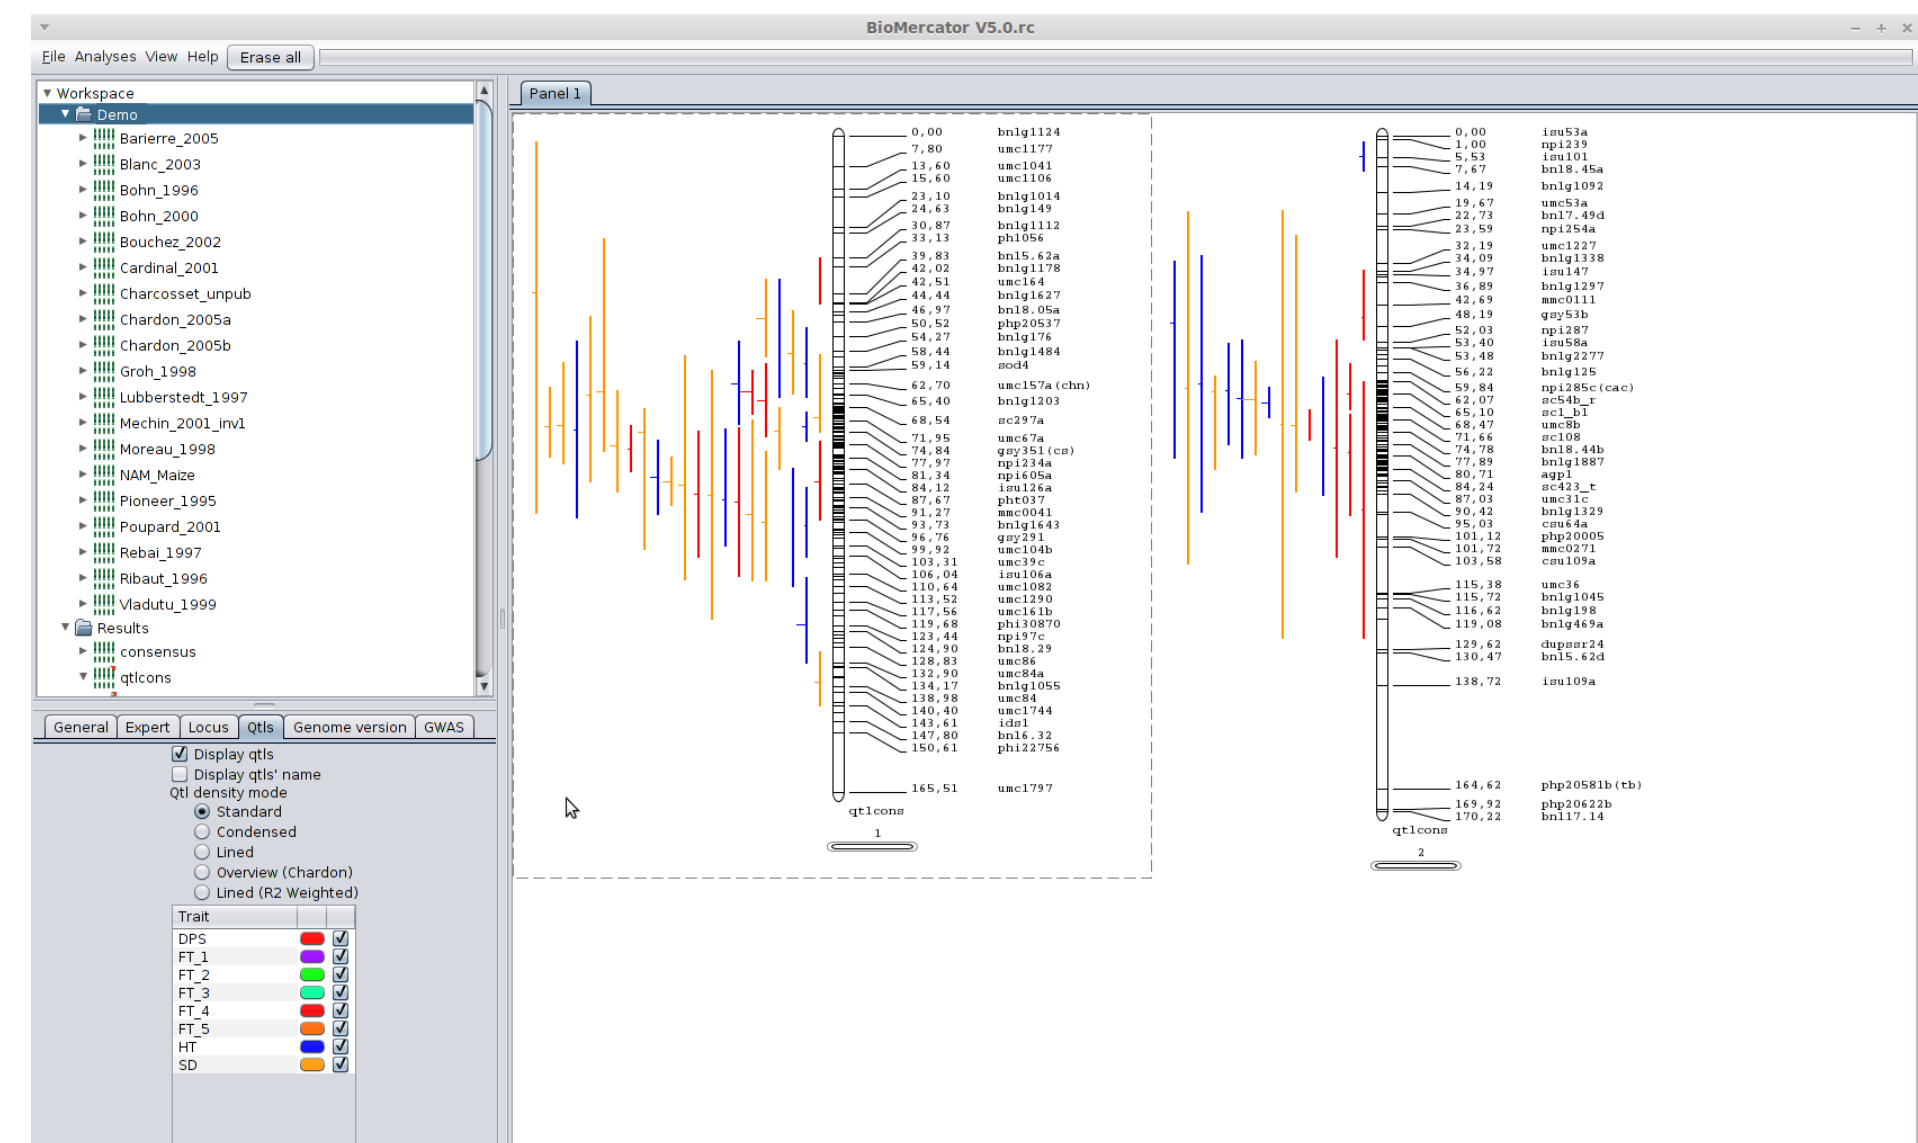 BioMercator V5.0.rc
File Analyses View Help Erase all
Workspace
Demo
Barierre_2005
Blanc_2003
Bohn_1996
Bohn_2000
Bouchez_2002
Cardinal_2001
Charcosset_unpub
Chardon_2005a
Chardon_2005b
Groh_1998
Lubberstedt_1997
Mechin_2001_inv1
Moreau_1998
NAM_Maize
Pioneer_1995
Poupard_2001
Rebai_1997
Ribaut_1996
Vladutu_1999
Results
consensus
qtlcons
General Expert Locus Qtls Genome version GWAS
Display qtls
Display qtls' name
Qtl density mode
Standard
Condensed
Lined
Overview (Chardon)
Lined (R2 Weighted)
Trait
DPS
FT_1
FT_2
FT_3
FT_4
FT_5
HT
SD
Panel 1
0,00 bnlg1124
7,80 umc1177
13,60 umc1041
15,60 umc1106
23,10 bnlg1014
24,63 bnlg149
30,87 bnlg1112
33,13 phi056
39,83 bnl5.62a
42,02 bnlg1178
42,51 umc164
44,44 bnlg1627
46,97 bnl8.05a
50,52 php20537
54,27 bnlg176
58,44 bnlg1484
59,14 sod4
62,70 umc157a(chn)
65,40 bnlg1203
68,54 sc297a
71,95 umc67a
74,84 gsy351(cs)
77,97 npi234a
81,34 npi605a
84,12 isu126a
87,67 pht037
91,27 mmc0041
93,73 bnlg1643
96,76 gsy291
99,92 umc104b
103,31 umc39c
106,04 isu106a
110,64 umc1082
113,52 umc1290
117,56 umc161b
119,68 phi30870
123,44 npi97c
124,90 bnl8.29
128,83 umc86
132,90 umc84a
134,17 bnlg1055
138,98 umc84
140,40 umc1744
143,61 ids1
147,80 bnl6.32
150,61 phi22756
165,51 umc1797
qtlcons
1
0,00 isu53a
1,00 npi239
5,53 isu101
7,67 bnl8.45a
14,19 bnlg1092
19,67 umc53a
22,73 bnl7.49d
23,59 npi254a
32,19 umc1227
34,09 bnlg1338
34,97 isu147
36,89 bnlg1297
42,69 mmc0111
48,19 gsy53b
52,03 npi287
53,40 isu58a
53,48 bnlg2277
56,22 bnlg125
59,84 npi285c(cac)
62,07 sc54b_r
65,10 sc1_b1
68,47 umc8b
71,66 sc108
74,78 bnl8.44b
77,89 bnlg1887
80,71 agp1
84,24 sc423_t
87,03 umc31c
90,42 bnlg1329
95,03 csu64a
101,12 php20005
101,72 mmc0271
103,58 csu109a
115,38 umc36
115,72 bnlg1045
116,62 bnlg198
119,08 bnlg469a
129,62 dupssr24
130,47 bnl5.62d
138,72 isu109a
164,62 php20581b(tb)
169,92 php20622b
170,22 bnl17.14
qtlcons
2